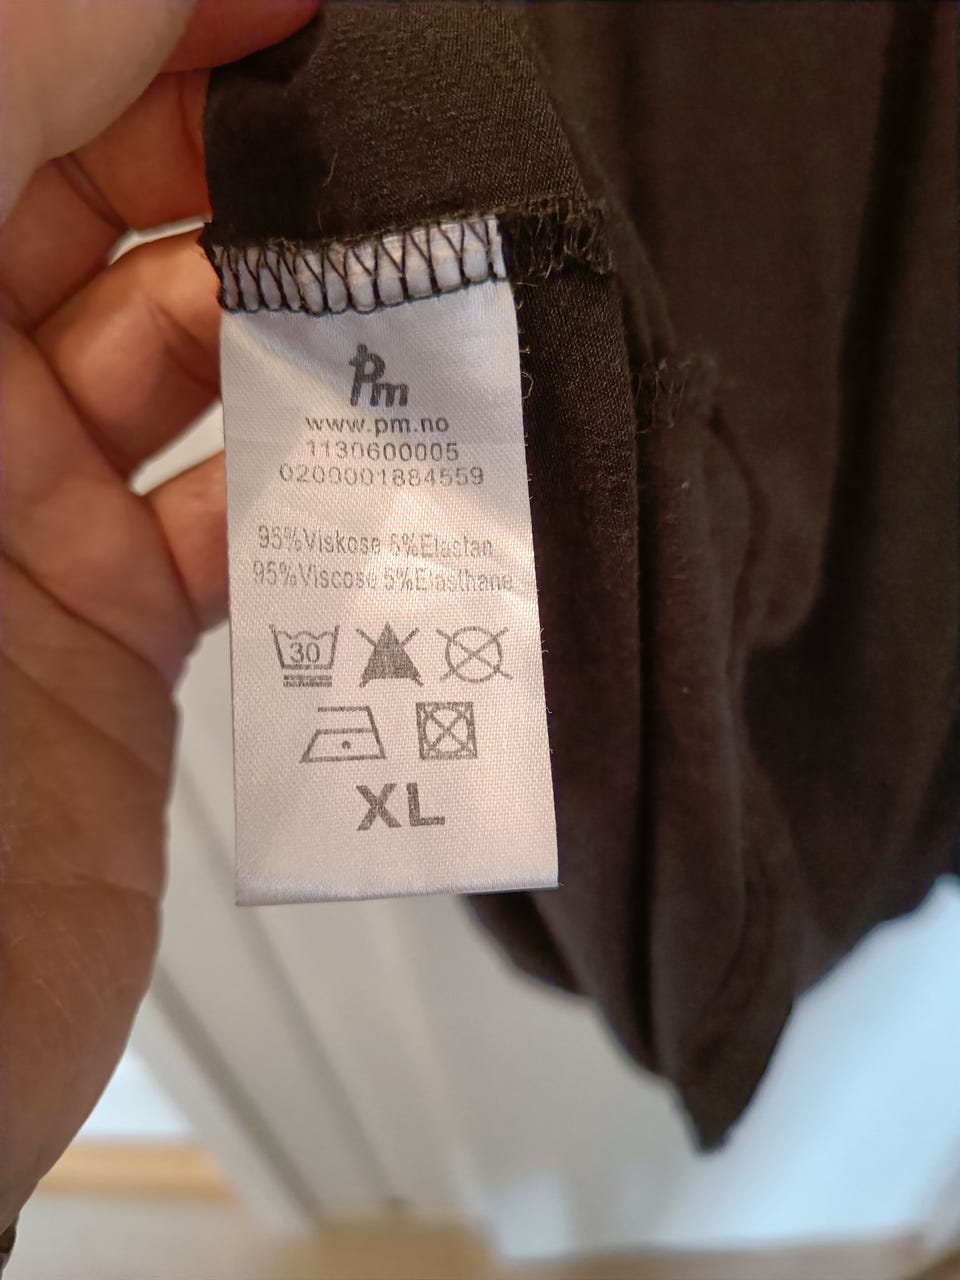 Pm
www.pm.no
1130600005
0200001884559
95%Viskose 5%Elastan
95%Viscose 5%Elasthane
30
XL